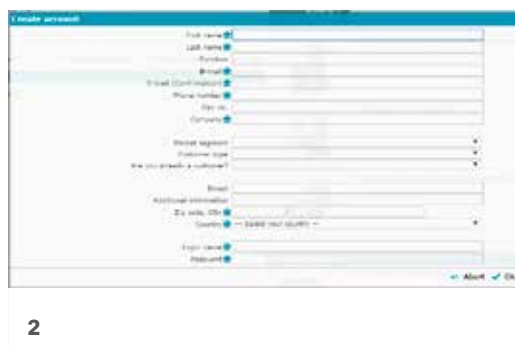 Create account
First name
Last name
Function
E-mail
E-mail (Confirmation)
Phone number
Fax no.
Company
Market segment
Customer type
Are you already a customer?
Street
Additional information
Zip code, City
Country -- Select your country --
Login name
Password
Abort
2